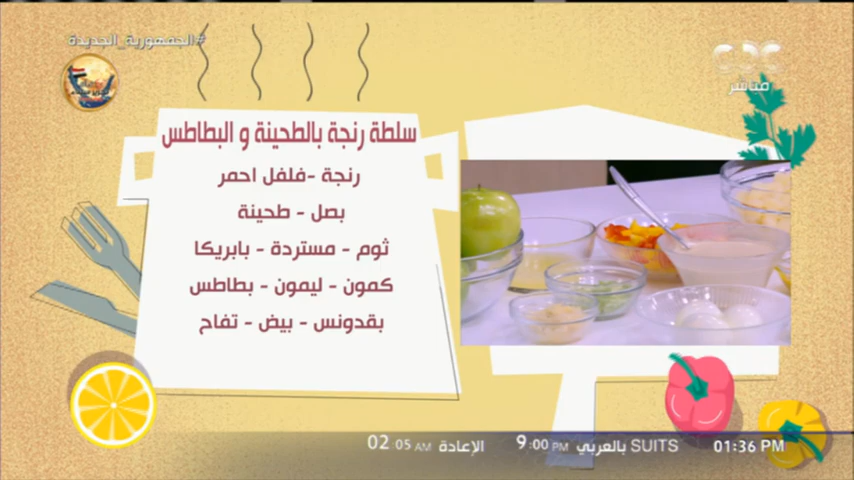 #الجمهورية_الجديدة
CBC
مباشر
سلطة رنجة بالطحينة و البطاطس
رنجة -فلفل احمر
بصل - طحينة
ثوم - مستردة - بابريكا
كمون - ليمون - بطاطس
بقدونس - بيض - تفاح
01:36 PM SUITS بالعربي 9:00 PM الإعادة 02:05 AM